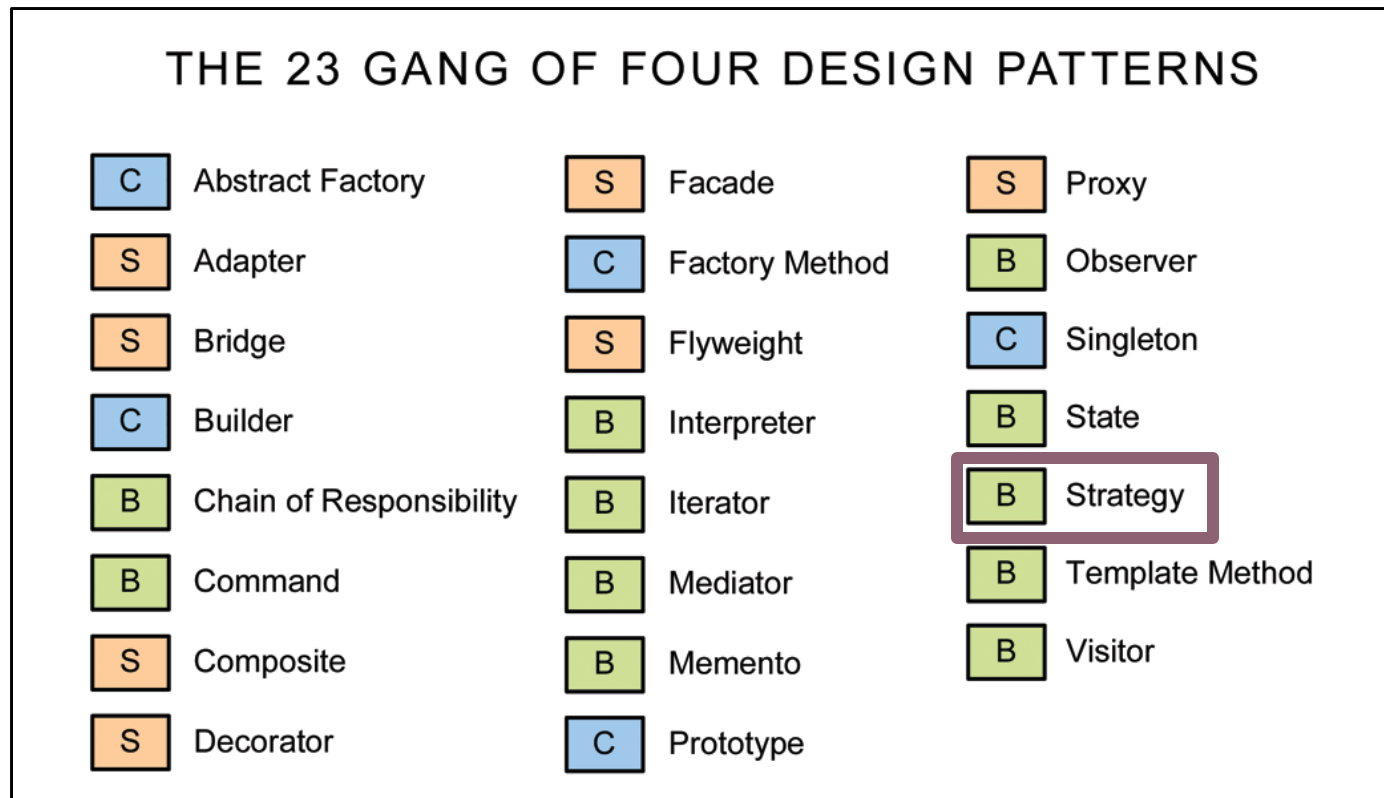 THE 23 GANG OF FOUR DESIGN PATTERNS
C Abstract Factory
S Adapter
S Bridge
C Builder
B Chain of Responsibility
B Command
S Composite
S Decorator
S Facade
C Factory Method
S Flyweight
B Interpreter
B Iterator
B Mediator
B Memento
C Prototype
S Proxy
B Observer
C Singleton
B State
B Strategy
B Template Method
B Visitor